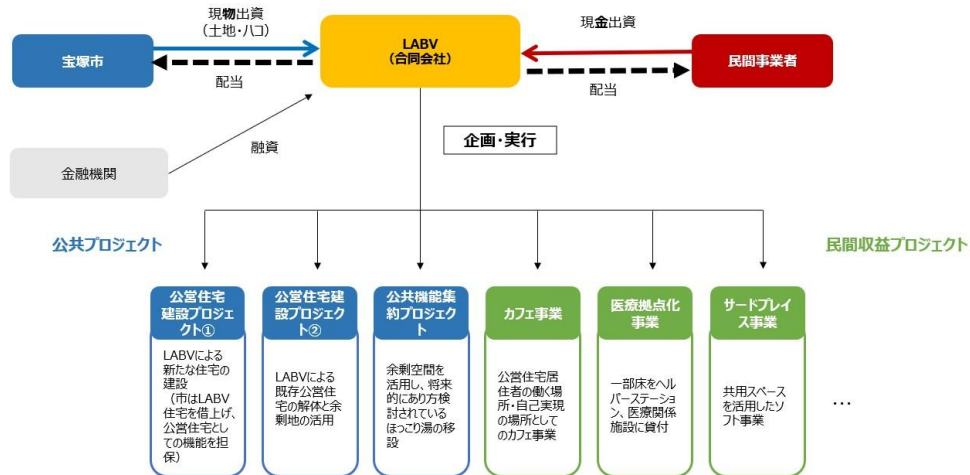 現物出資
(土地・ハコ)
現金出資
宝塚市
LABV
(合同会社)
民間事業者
配当
配当
融資
企画・実行
金融機関
公共プロジェクト
民間収益プロジェクト
公営住宅
建設プロジェ
クト①
公営住宅建
設プロジェク
ト②
公共機能集
約プロジェク
ト
カフェ事業
医療拠点化
事業
サードプレイ
ス事業
LABVによる
新たな住宅の
建設
(市はLABV
住宅を借上げ、
公営住宅とし
ての機能を担
保)
LABVによる
既存公営住
宅の解体と余
剰地の活用
余剰空間を
活用し、将来
的にあり方検
討されている
ほっこり湯の移
設
公営住宅居
住者の働く場
所・自己実現
の場所として
のカフェ事業
一部床をヘル
パーステーショ
ン、医療関係
施設に貸付
共用スペース
を活用したソ
フト事業
…